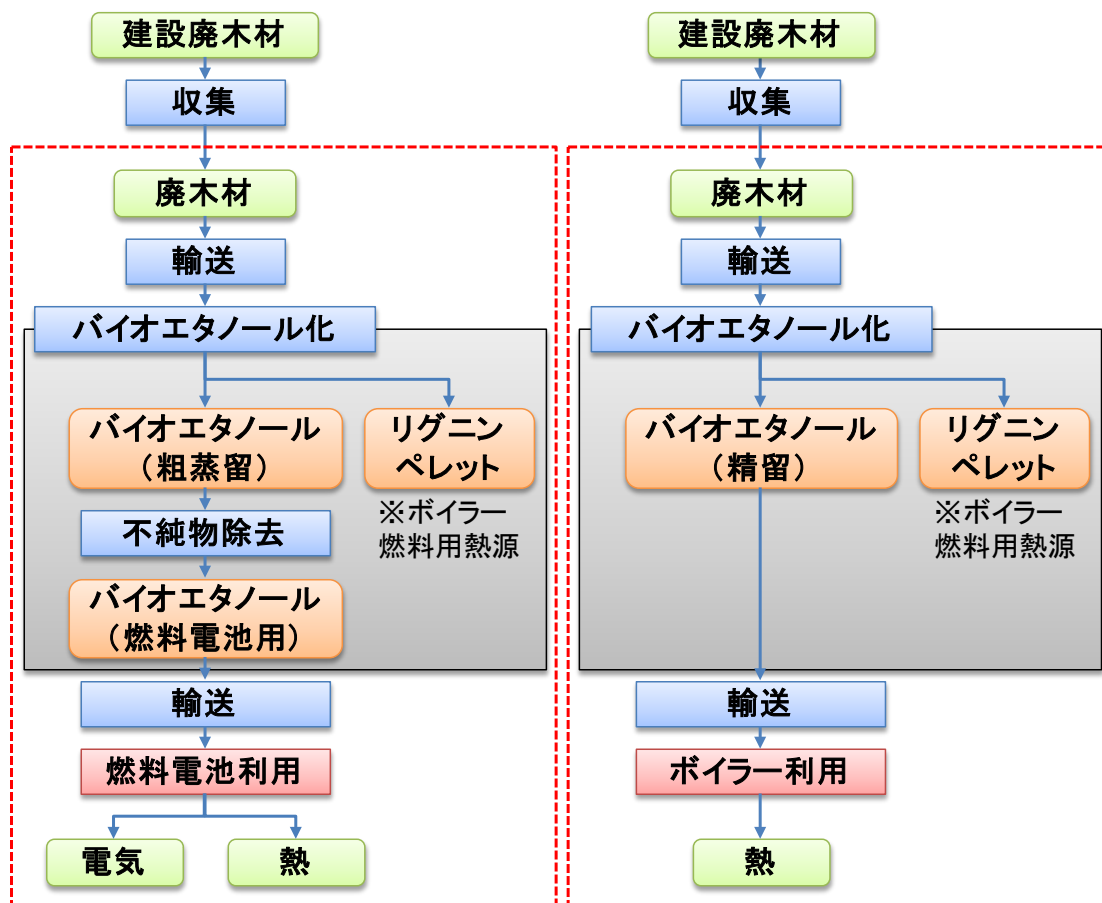 建設廃木材
収集
廃木材
輸送
バイオエタノール化
バイオエタノール
（粗蒸留）
リグニン
ペレット
※ボイラー
燃料用熱源
不純物除去
バイオエタノール
（燃料電池用）
輸送
燃料電池利用
電気
熱
建設廃木材
収集
廃木材
輸送
バイオエタノール化
バイオエタノール
（精留）
リグニン
ペレット
※ボイラー
燃料用熱源
輸送
ボイラー利用
熱